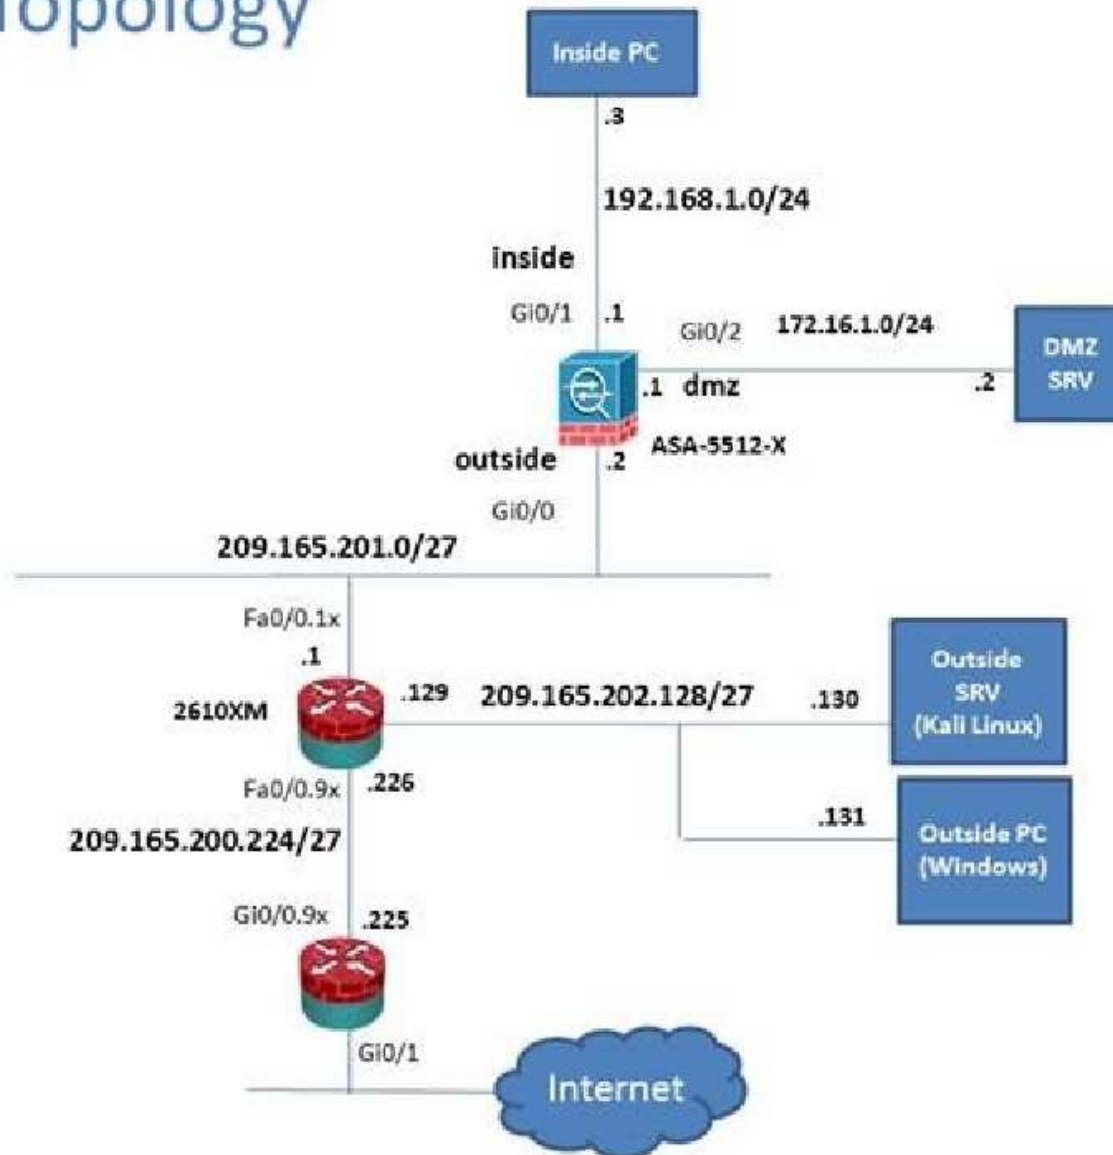 Topology
Inside PC
.3
192.168.1.0/24
inside
Gi0/1 .1
Gi0/2 172.16.1.0/24
DMZ
SRV
.1 dmz .2
ASA-5512-X
outside .2
Gi0/0
209.165.201.0/27
Fa0/0.1x
.1
2610XM
.129 209.165.202.128/27 .130
Outside
SRV
(Kali Linux)
Fa0/0.9x .226
209.165.200.224/27
.131
Outside PC
(Windows)
Gi0/0.9x .225
Gi0/1
Internet